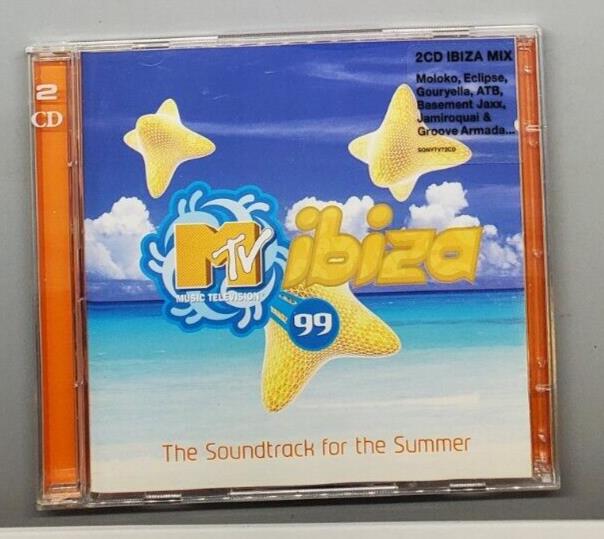 2
CD
2CD IBIZA MIX
Moloko, Eclipse,
Gouryella, ATB,
Basement Jaxx,
Jamiroquai &
Groove Armada...
SONYTV72CD
MTV
MUSIC TELEVISION
ibiza
99
The Soundtrack for the Summer